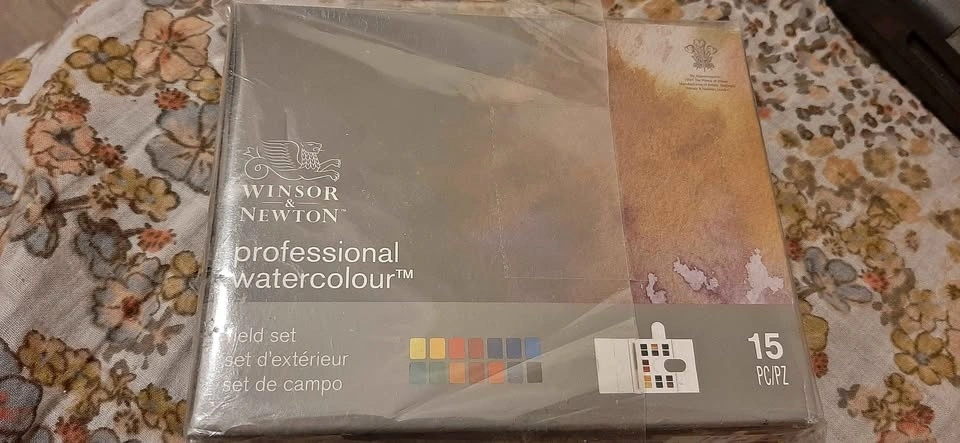 WINSOR
&
NEWTON™
professional
watercolour™
ield set
set d'extérieur
set de campo
15
PC/PZ